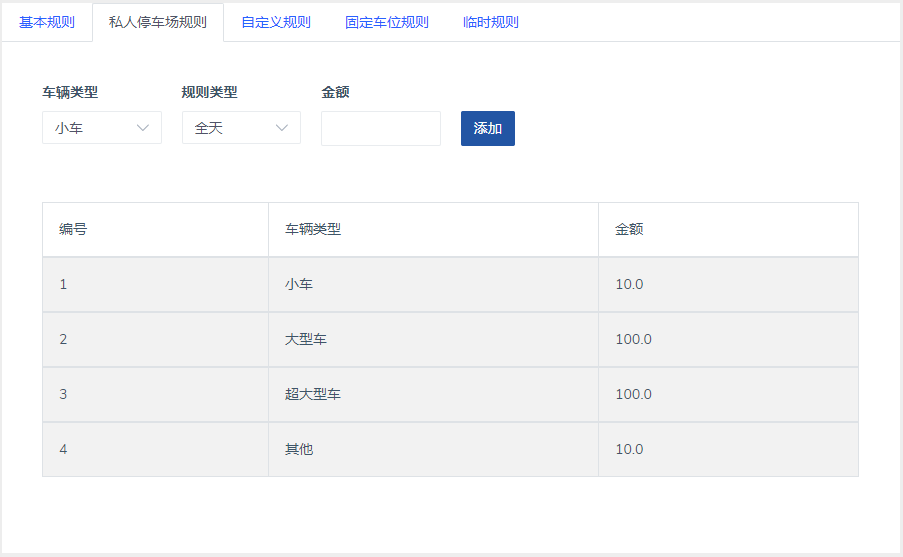 基本规则 私人停车场规则 自定义规则 固定车位规则 临时规则
车辆类型 规则类型 金额
小车 全天 添加
编号 车辆类型 金额
1 小车 10.0
2 大型车 100.0
3 超大型车 100.0
4 其他 10.0